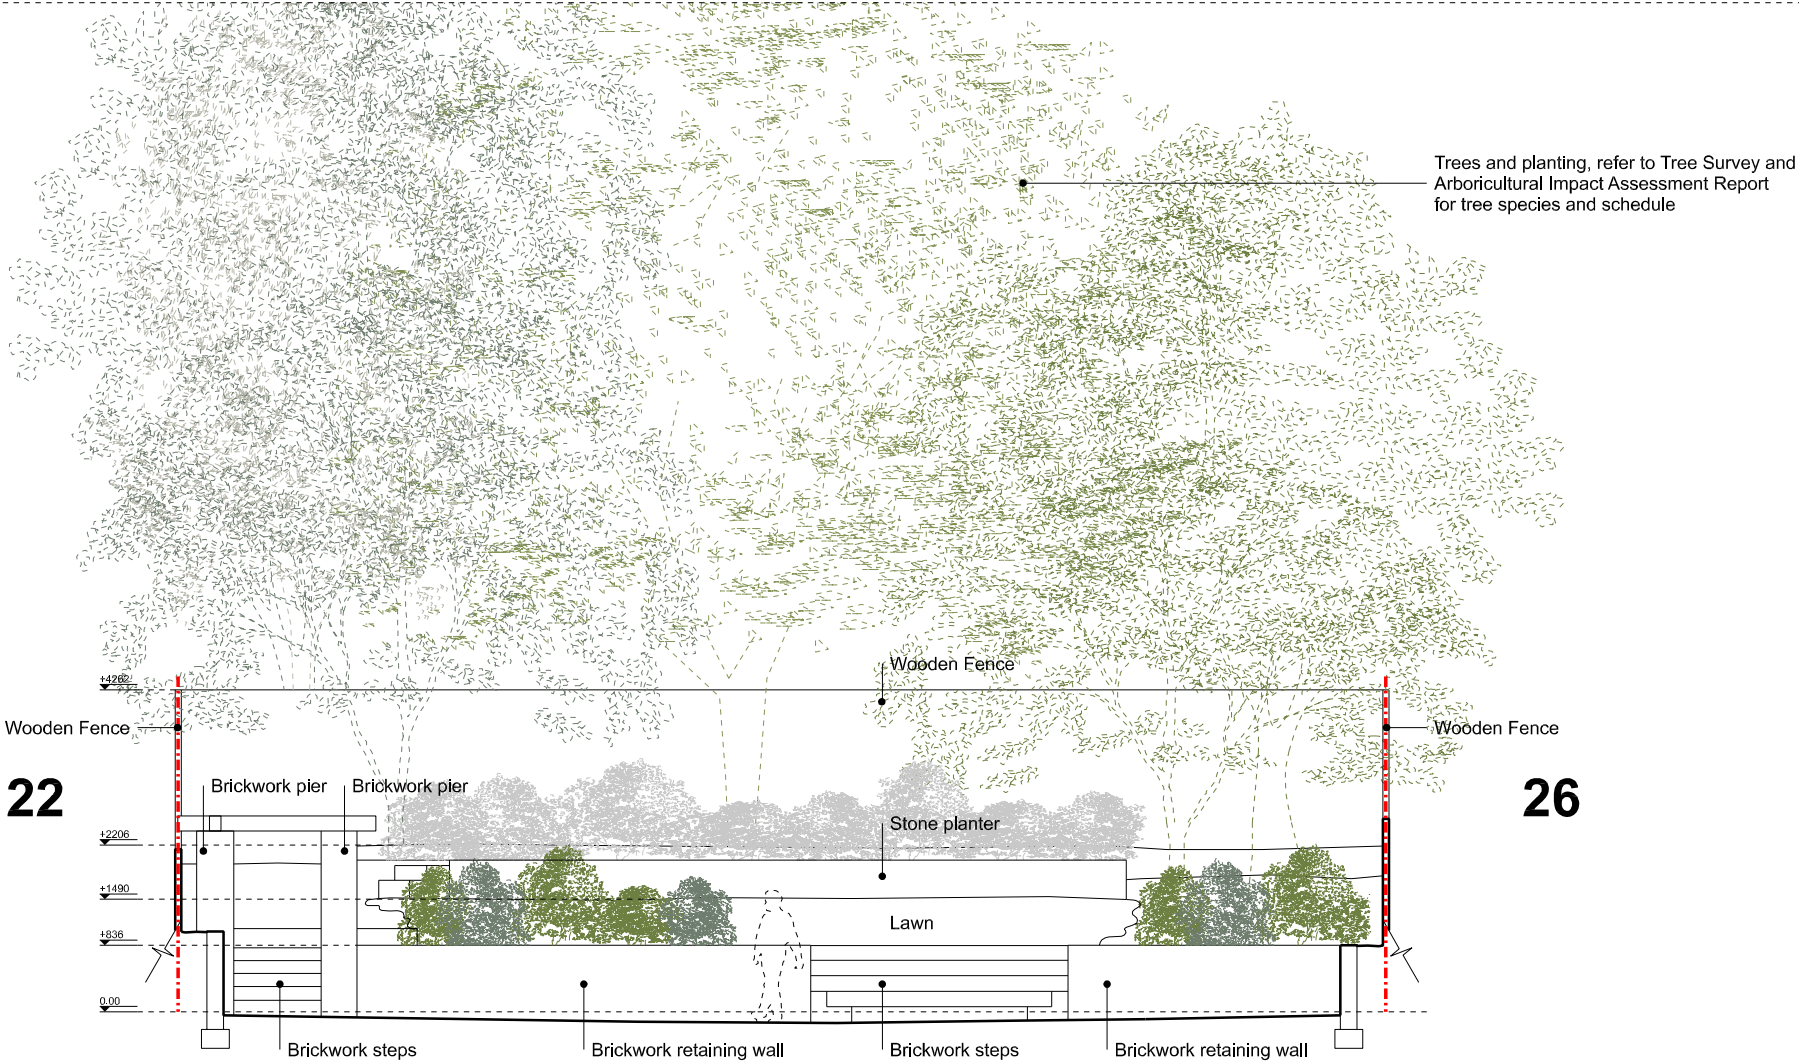 Trees and planting, refer to Tree Survey and
Arboricultural Impact Assessment Report
for tree species and schedule
Wooden Fence
+4262
Wooden Fence
Wooden Fence
22
26
Brickwork pier
Brickwork pier
Stone planter
+2206
+1490
Lawn
+836
0.00
Brickwork steps
Brickwork retaining wall
Brickwork steps
Brickwork retaining wall